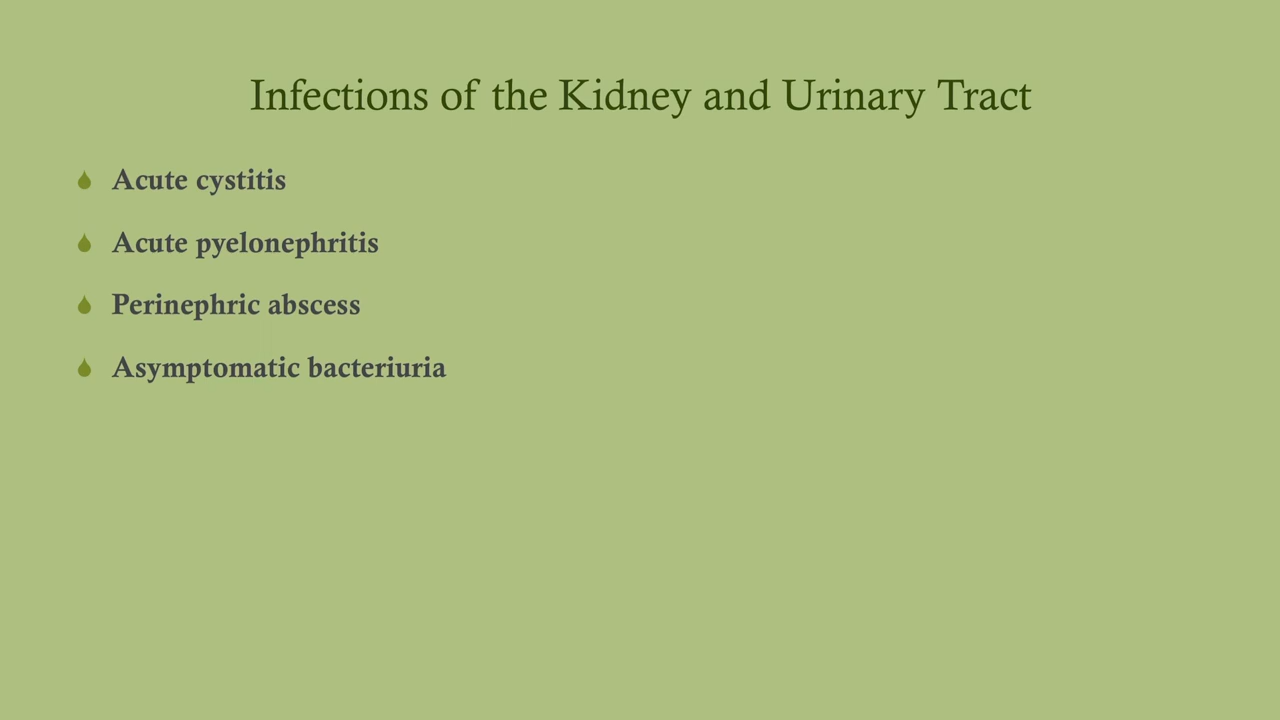 Infections of the Kidney and Urinary Tract
Acute cystitis
Acute pyelonephritis
Perinephric abscess
Asymptomatic bacteriuria